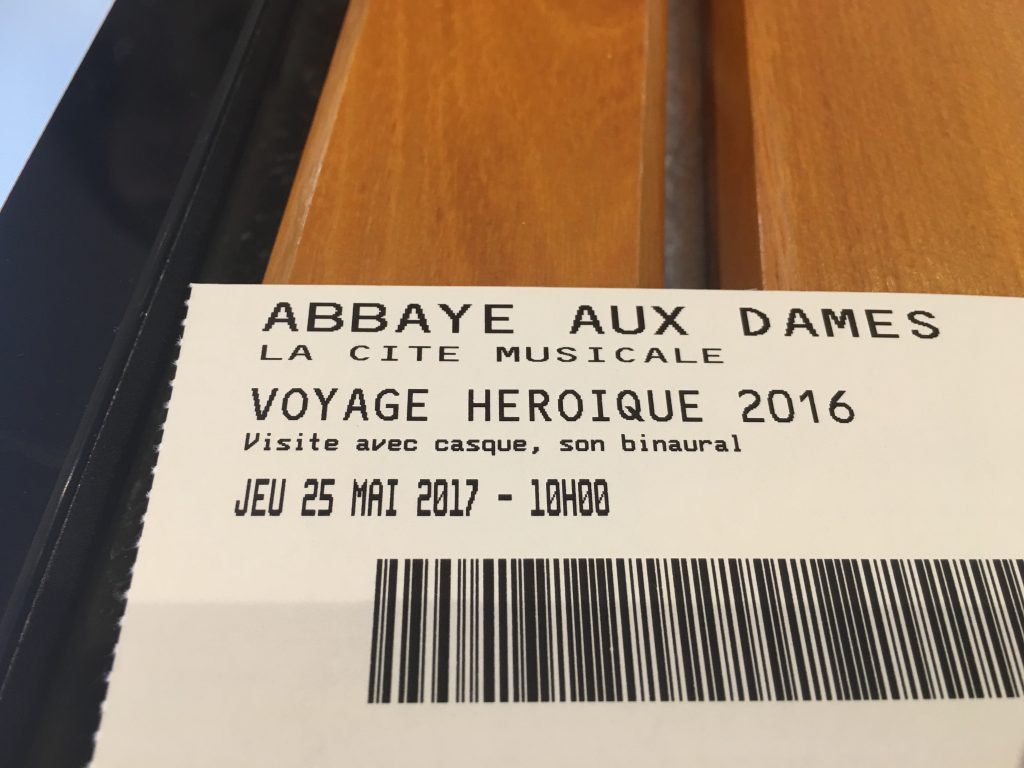 ABBAYE AUX DAMES
LA CITE MUSICALE
VOYAGE HEROIQUE 2016
Visite avec casque, son binaural
JEU 25 MAI 2017 - 10H00